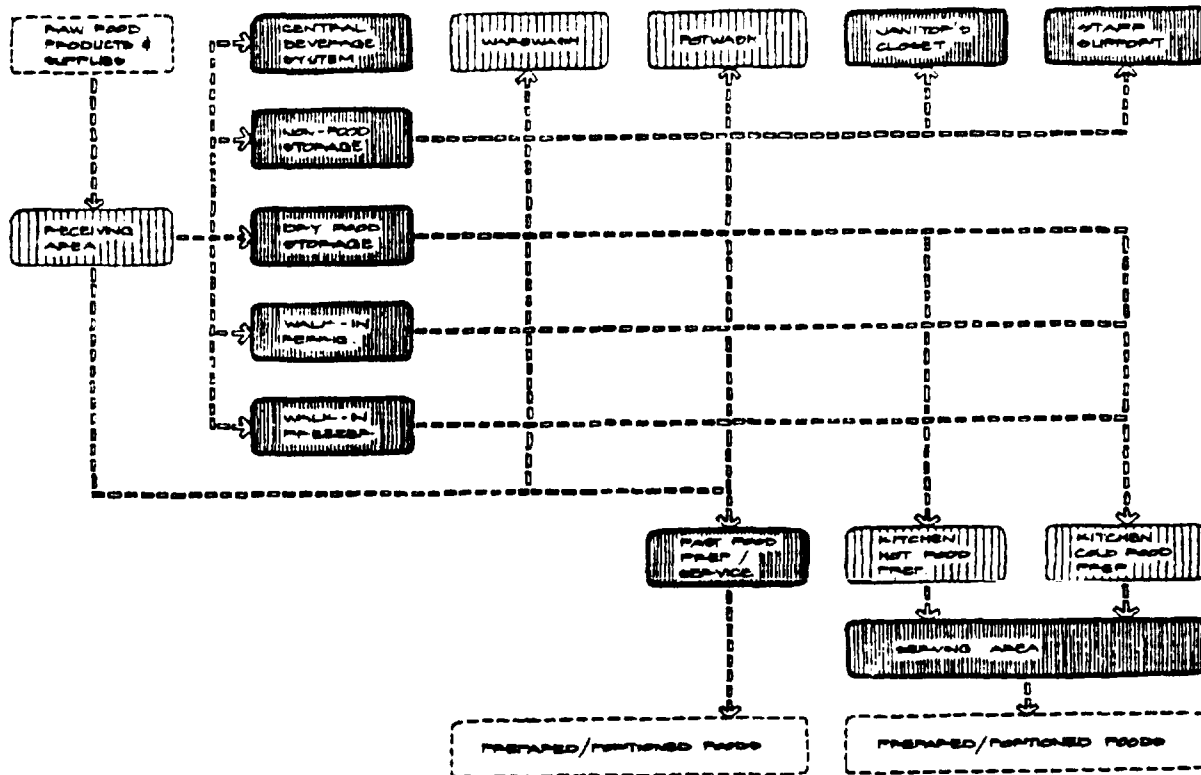 RAW FOOD
PRODUCTS &
SUPPLIES
CENTRAL
BEVERAGE
SYSTEM
WAREWASH
POTWASH
JANITOR'S
CLOSET
STAFF
SUPPORT
NON-FOOD
STORAGE
RECEIVING
AREA
DRY FOOD
STORAGE
WALK-IN
REFRIG.
WALK-IN
FREEZER
FAST FOOD
PREP/
SERVICE
KITCHEN
HOT FOOD
PREP
KITCHEN
COLD FOOD
PREP
SERVING AREA
PREPARED/PORTIONED FOODS
PREPARED/PORTIONED FOODS